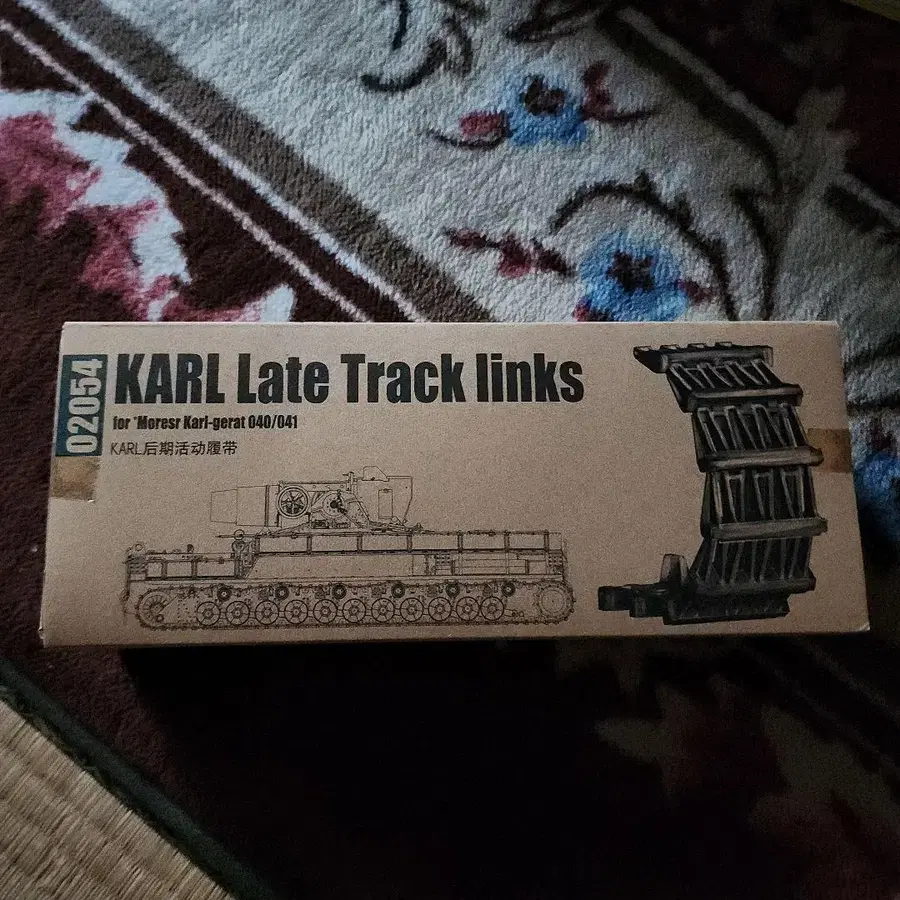 02054
KARL Late Track links
for "Moresr Karl-gerat 040/041
KARL后期活动履带